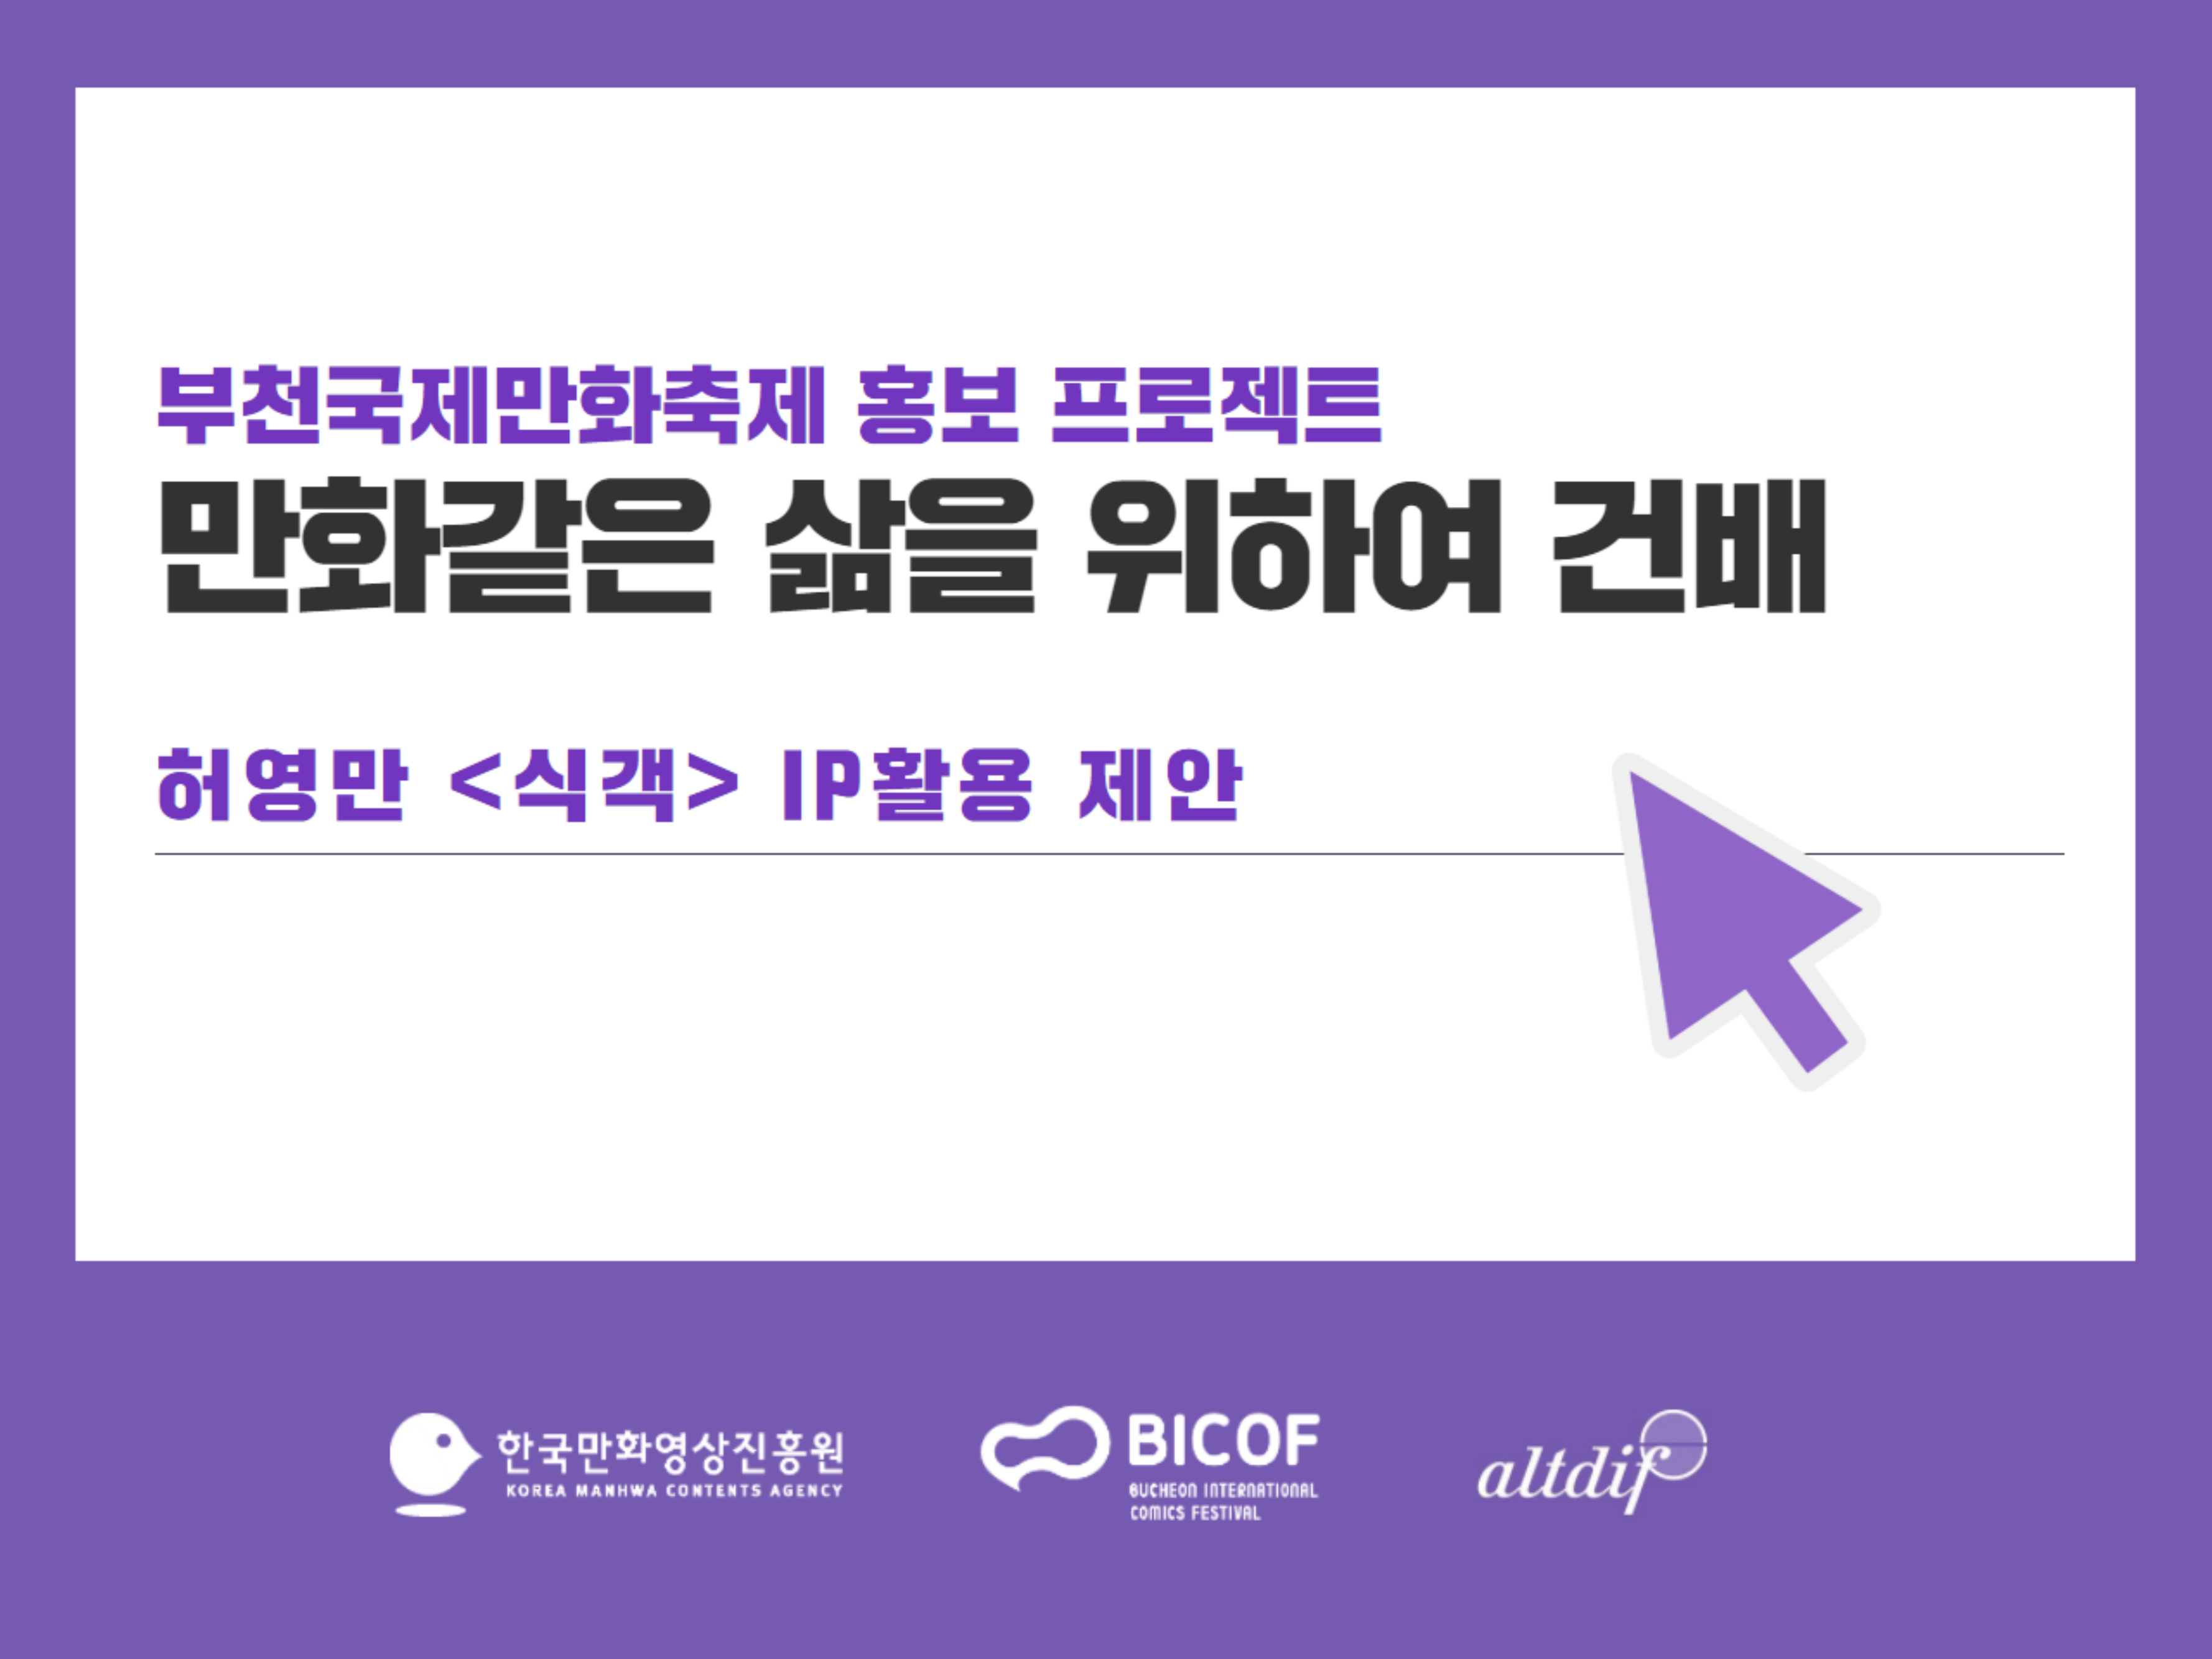 부천국제만화축제 홍보 프로젝트
만화같은 삶을 위하여 건배
허영만 <식객> IP활용 제안
한국만화영상진흥원
KOREA MANHWA CONTENTS AGENCY
BICOF
BUCHEON INTERNATIONAL
COMICS FESTIVAL
altdif